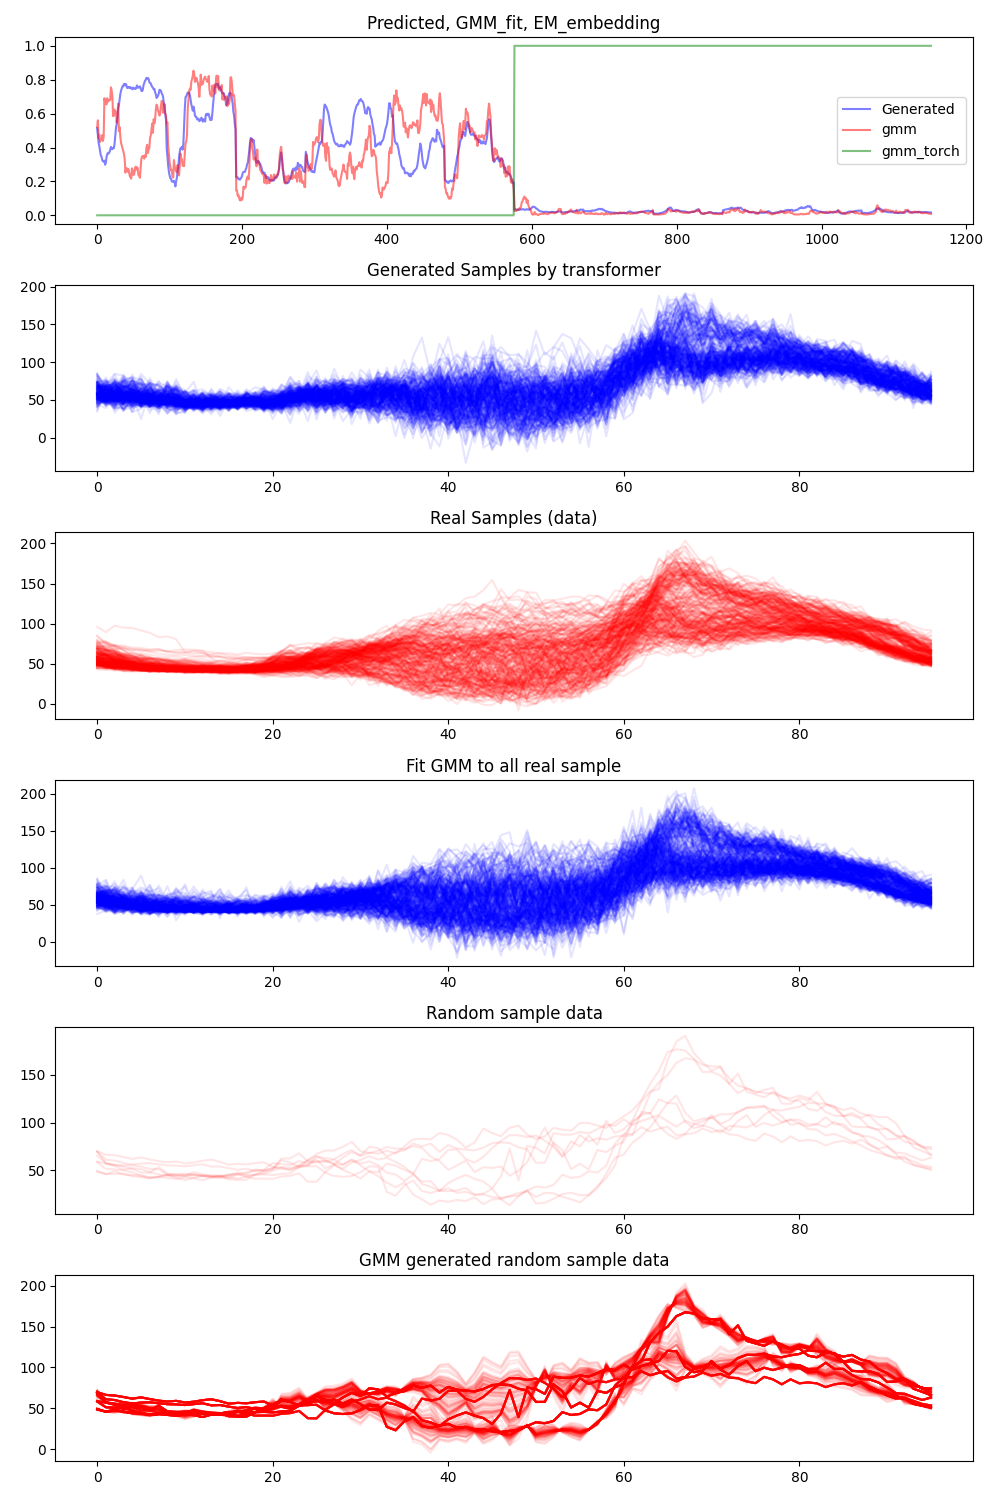 Predicted, GMM_fit, EM_embedding
1.0
0.8
0.6
0.4
0.2
0.0
Generated
gmm
gmm_torch
0 200 400 600 800 1000 1200
Generated Samples by transformer
200
150
100
50
0
0 20 40 60 80
Real Samples (data)
200
150
100
50
0
0 20 40 60 80
Fit GMM to all real sample
200
150
100
50
0
0 20 40 60 80
Random sample data
150
100
50
0 20 40 60 80
GMM generated random sample data
200
150
100
50
0
0 20 40 60 80